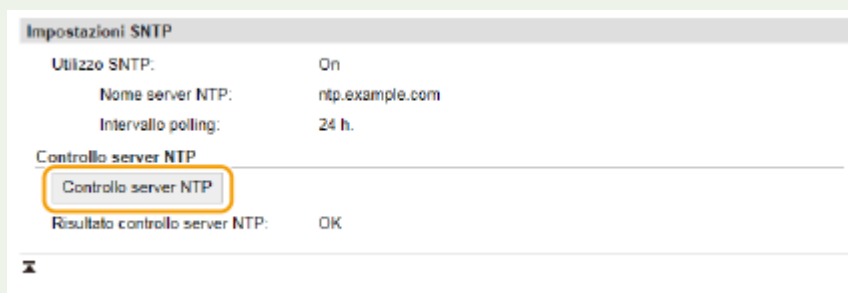 Impostazioni SNTP
Utilizzo SNTP: On
Nome server NTP: ntp.example.com
Intervallo polling: 24 h.
Controllo server NTP
Controllo server NTP
Risultato controllo server NTP: OK